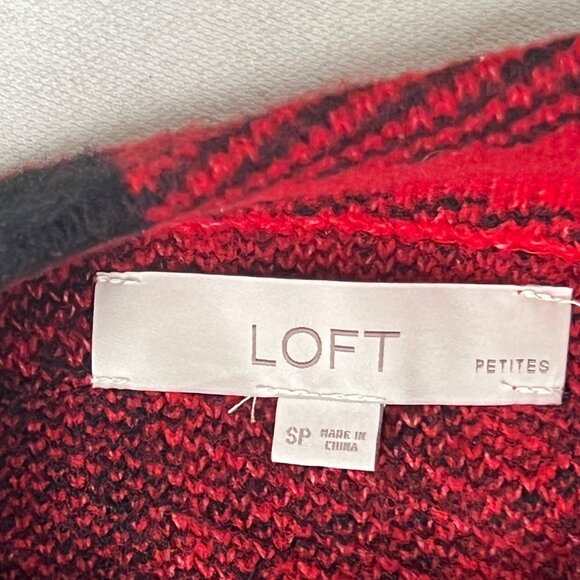 LOFT
PETITES
SP MADE IN
CHINA